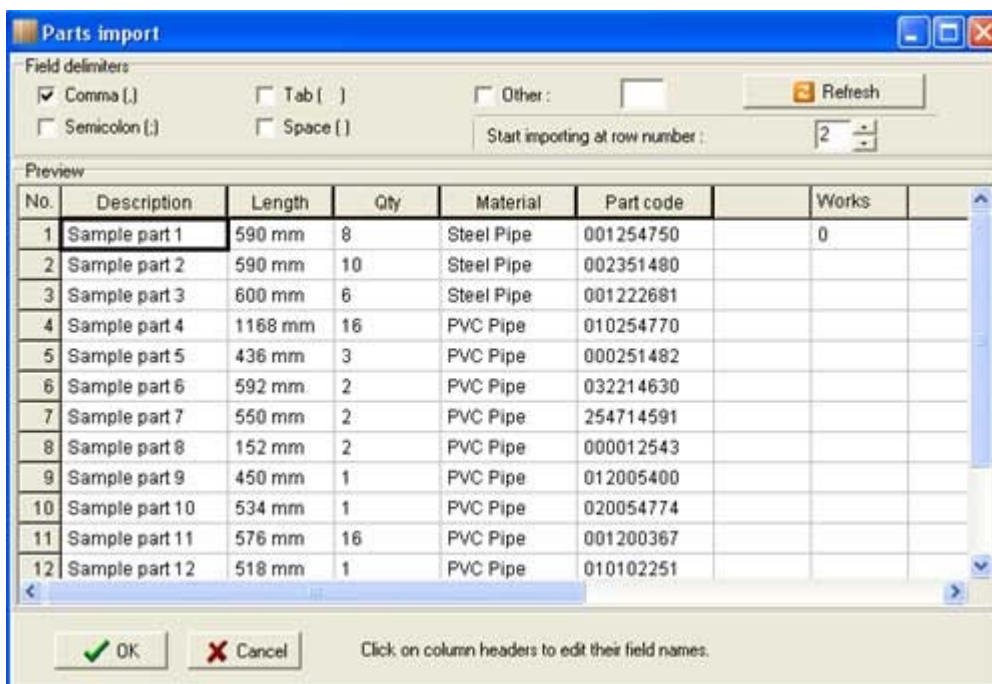 Parts import
Field delimiters
Comma (,) Tab ( ) Other : Refresh
Semicolon (;) Space ( ) Start importing at row number : 2
Preview
No. Description Length Qty Material Part code Works
1 Sample part 1 590 mm 8 Steel Pipe 001254750 0
2 Sample part 2 590 mm 10 Steel Pipe 002351480
3 Sample part 3 600 mm 6 Steel Pipe 001222681
4 Sample part 4 1168 mm 16 PVC Pipe 010254770
5 Sample part 5 436 mm 3 PVC Pipe 000251482
6 Sample part 6 592 mm 2 PVC Pipe 032214630
7 Sample part 7 550 mm 2 PVC Pipe 254714591
8 Sample part 8 152 mm 2 PVC Pipe 000012543
9 Sample part 9 450 mm 1 PVC Pipe 012005400
10 Sample part 10 534 mm 1 PVC Pipe 020054774
11 Sample part 11 576 mm 16 PVC Pipe 001200367
12 Sample part 12 518 mm 1 PVC Pipe 010102251
OK Cancel Click on column headers to edit their field names.